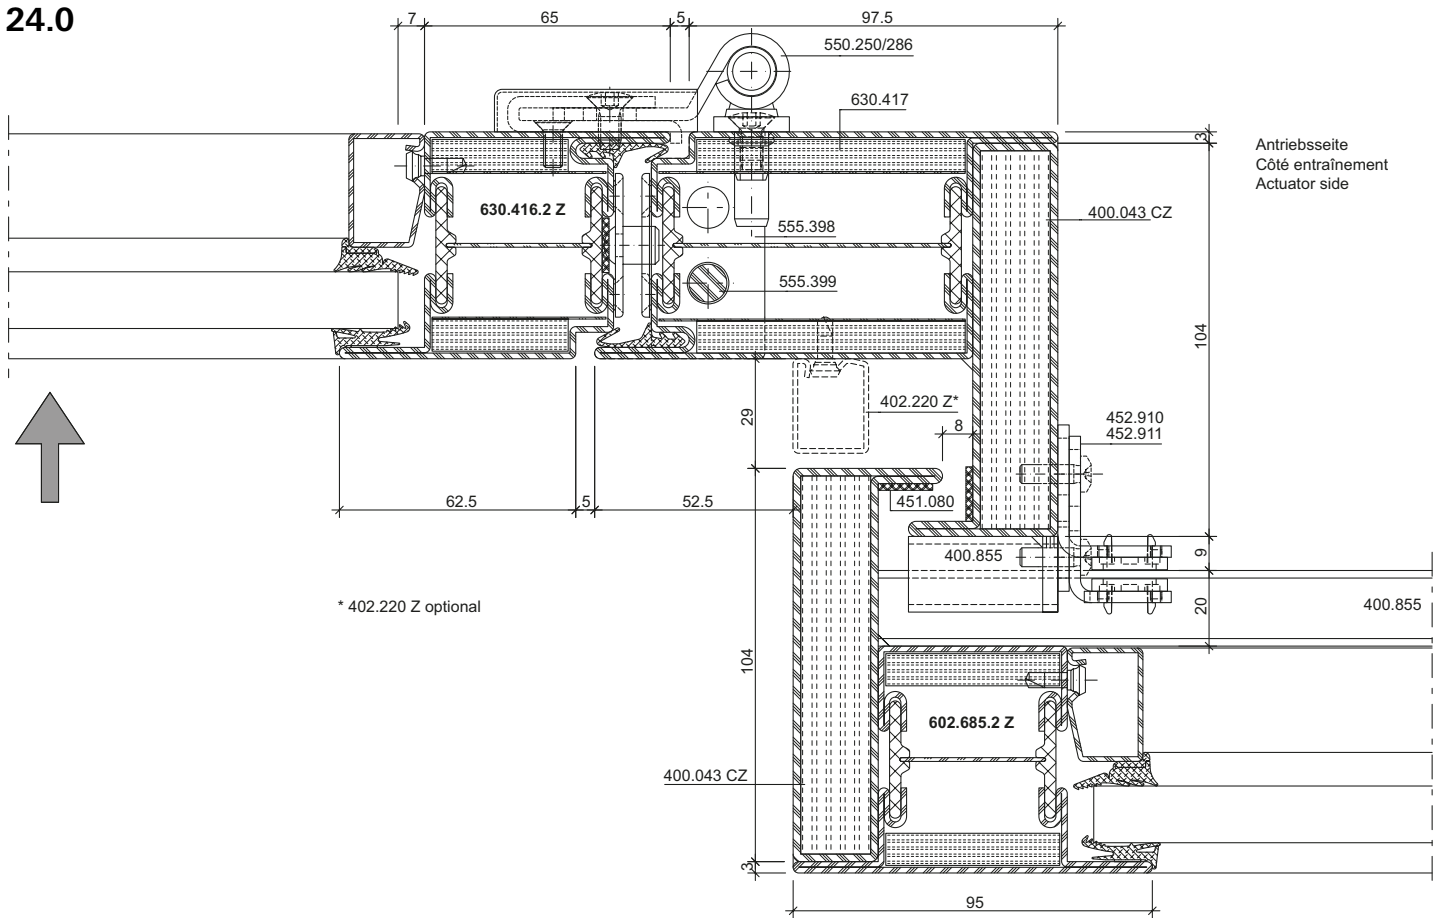 24.0
7
65
5
97.5
550.250/286
630.417
3
Antriebsseite
Côté entraînement
Actuator side
630.416.2 Z
400.043 CZ
555.398
555.399
104
402.220 Z*
29
8
452.910
452.911
62.5
5
52.5
451.080
400.855
9
* 402.220 Z optional
20
400.855
104
602.685.2 Z
400.043 CZ
3
95